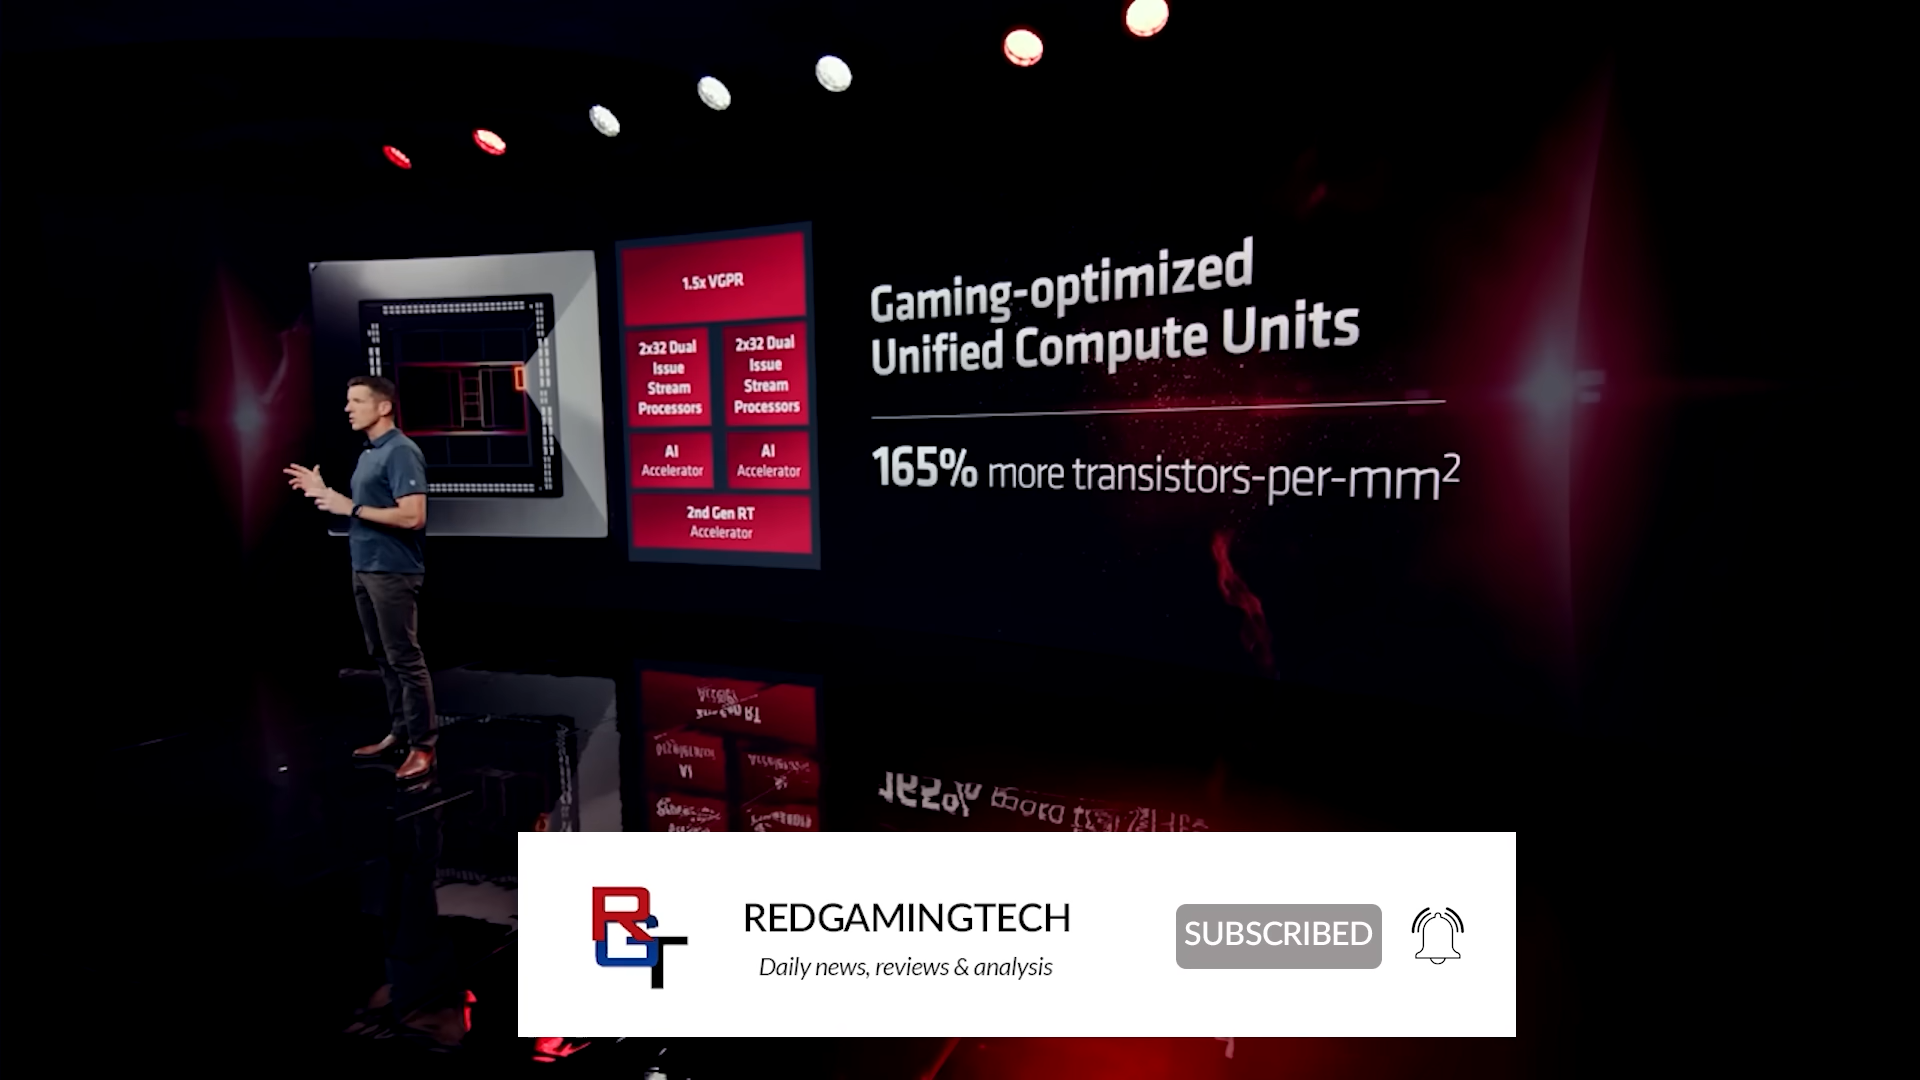 1.5x VGPR
2x32 Dual
Issue
Stream
Processors
2x32 Dual
Issue
Stream
Processors
AI
Accelerator
AI
Accelerator
2nd Gen RT
Accelerator
Gaming-optimized
Unified Compute Units
165% more transistors-per-mm²
RGT
REDGAMINGTECH
Daily news, reviews & analysis
SUBSCRIBED